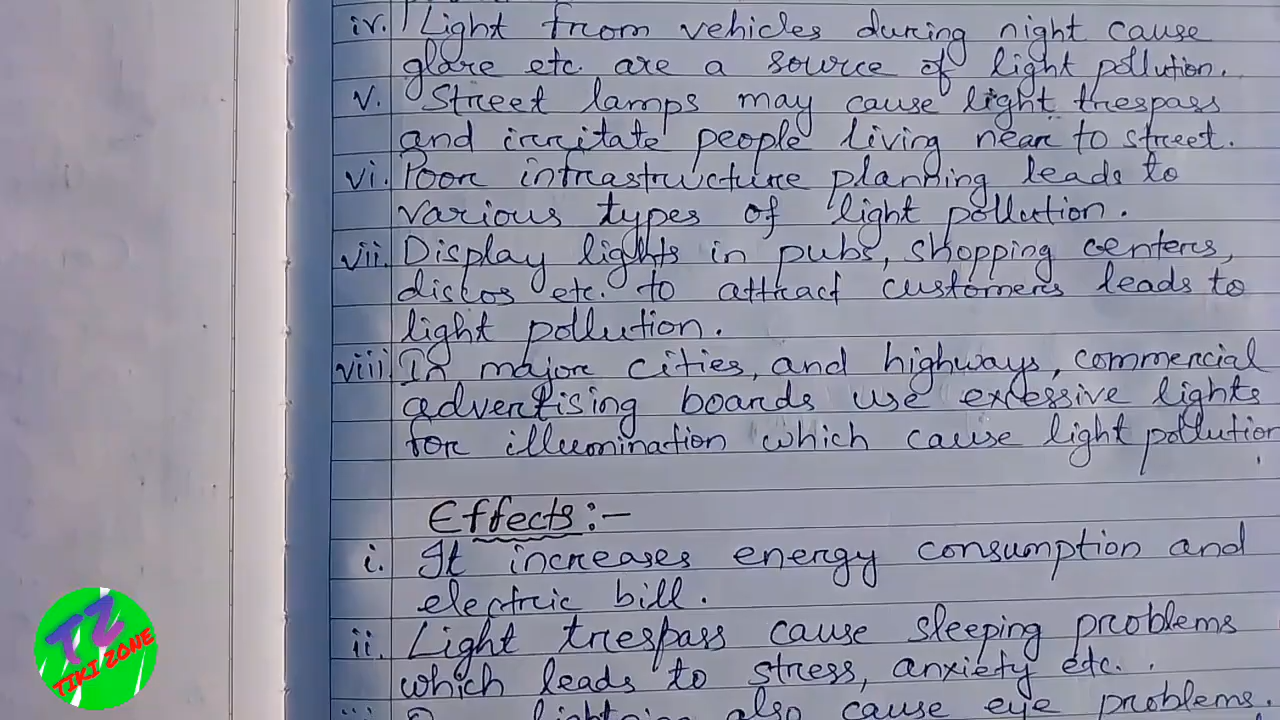 iv. Light from vehicles during night cause
glare etc. are a source of light pollution.
v. Street lamps may cause light trespass
and irritate people living near to street.
vi. Poor infrastructure planning leads to
various types of light pollution.
vii. Display lights in pubs, shopping centers,
discos etc. to attract customers leads to
light pollution.
viii. In major cities, and highways, commercial
advertising boards use excessive lights
for illumination which cause light pollution.
Effects:-
i. It increases energy consumption and
electric bill.
ii. Light trespass cause sleeping problems
which leads to stress, anxiety etc.
also cause eye problems.
TZ
TIKI ZONE